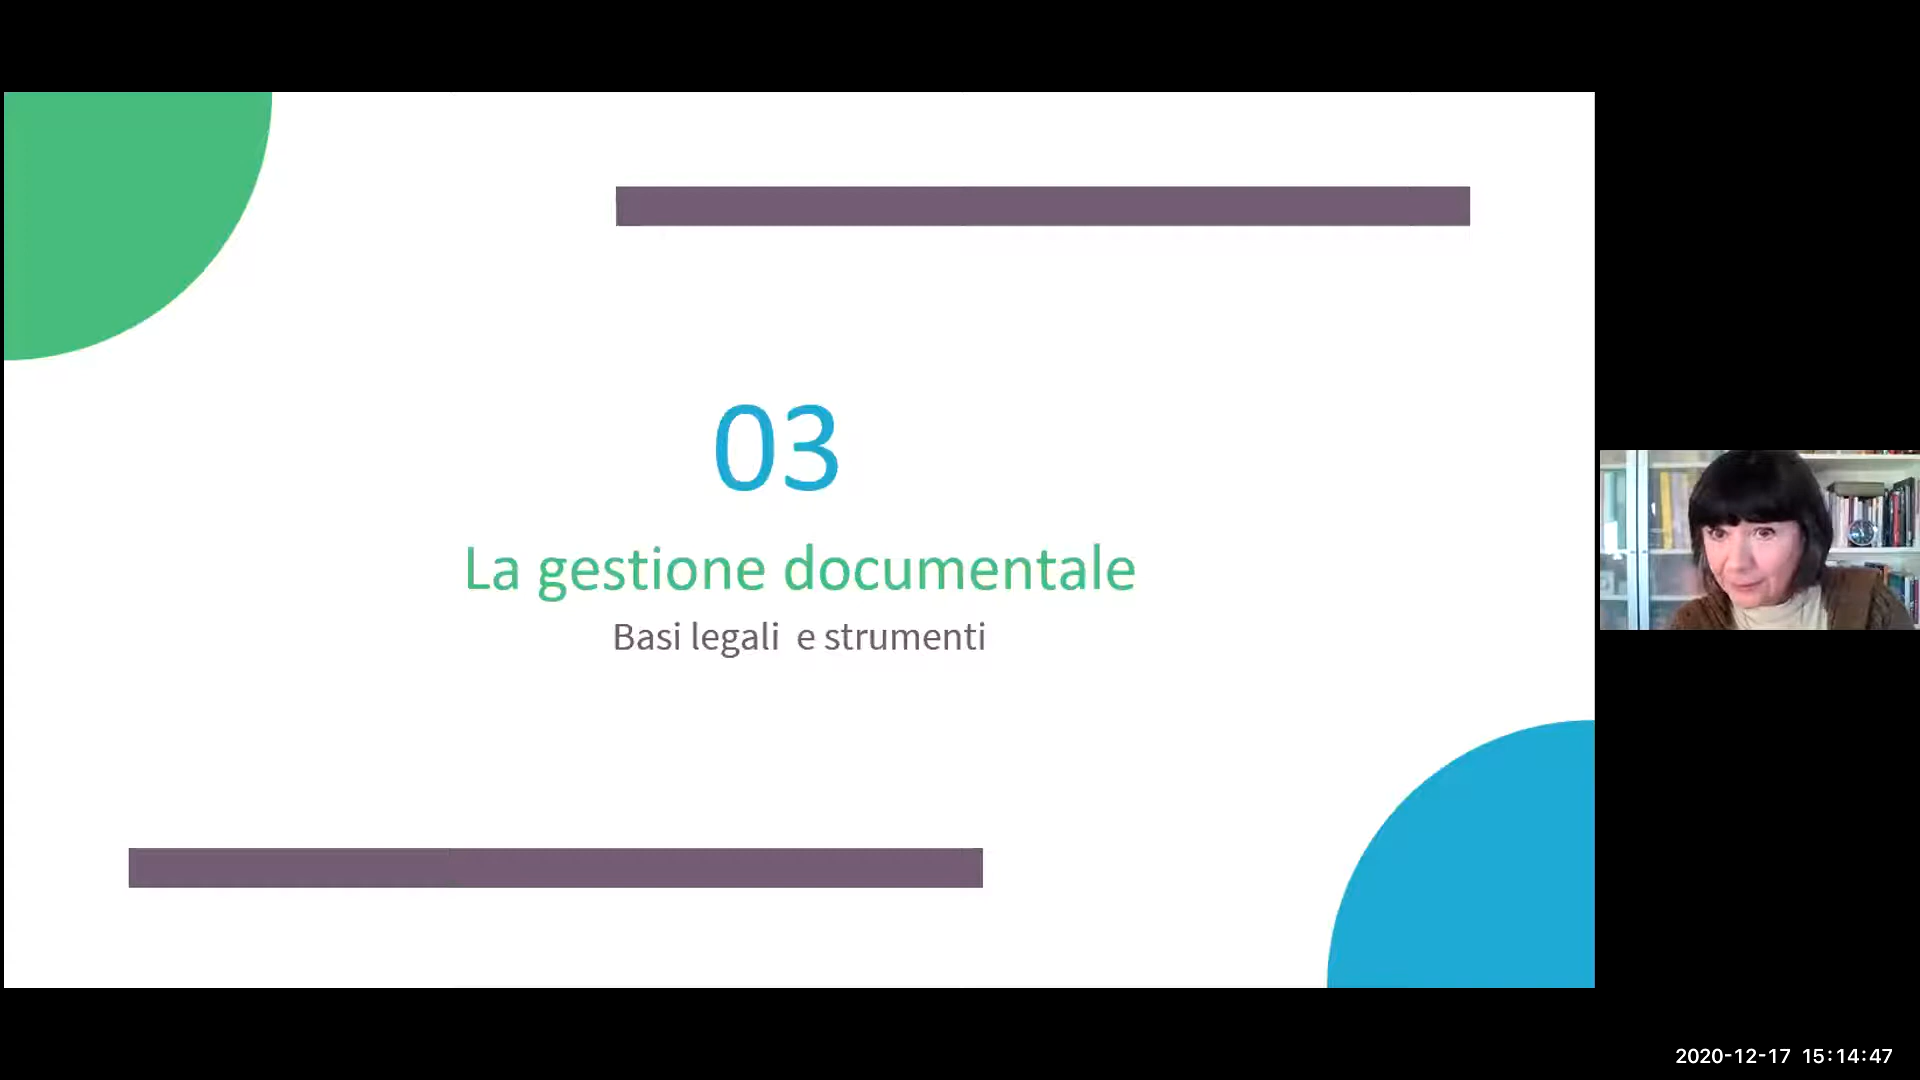 03
La gestione documentale
Basi legali e strumenti
2020-12-17 15:14:47